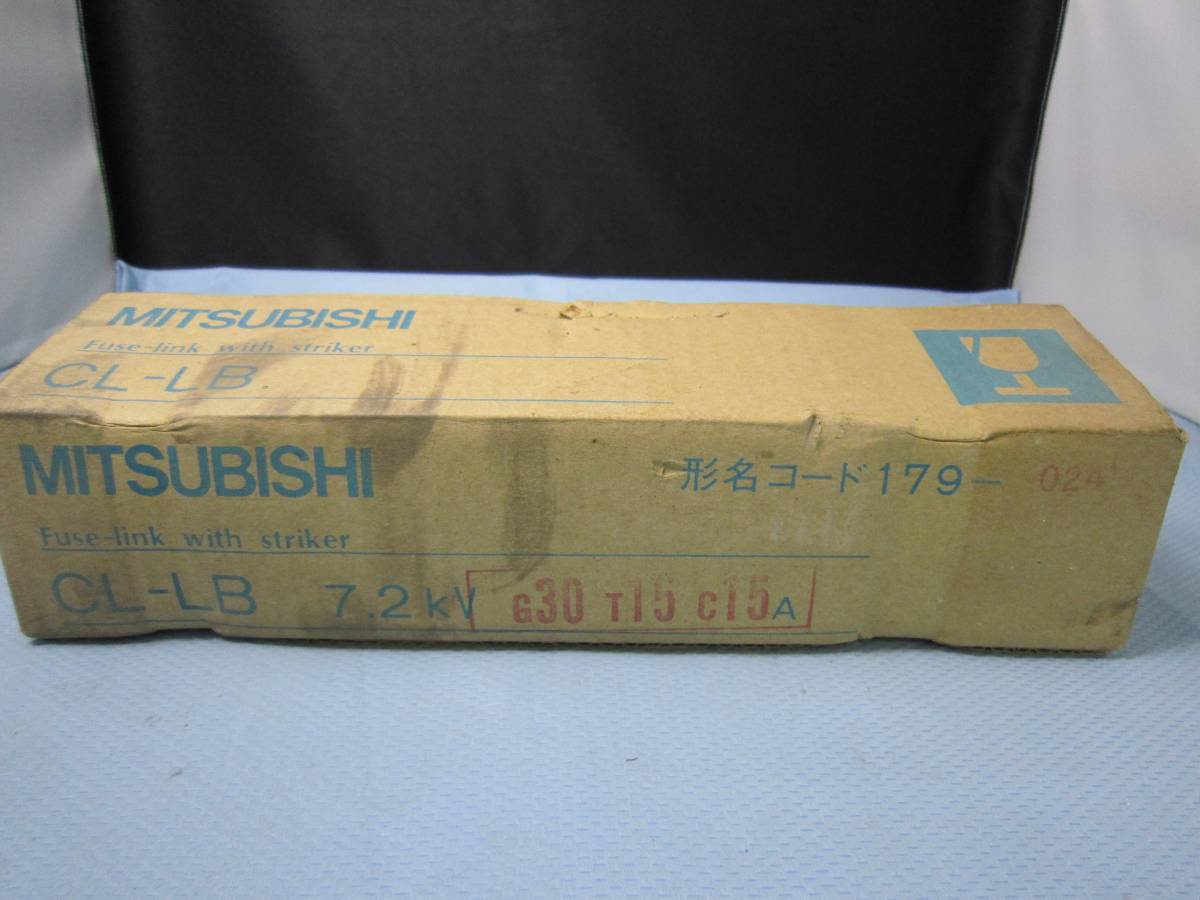 MITSUBISHI
Fuse-link with striker
CL-LB
MITSUBISHI
形名コード179- 024
Fuse-link with striker
CL-LB 7.2kV G30 T15 C15A